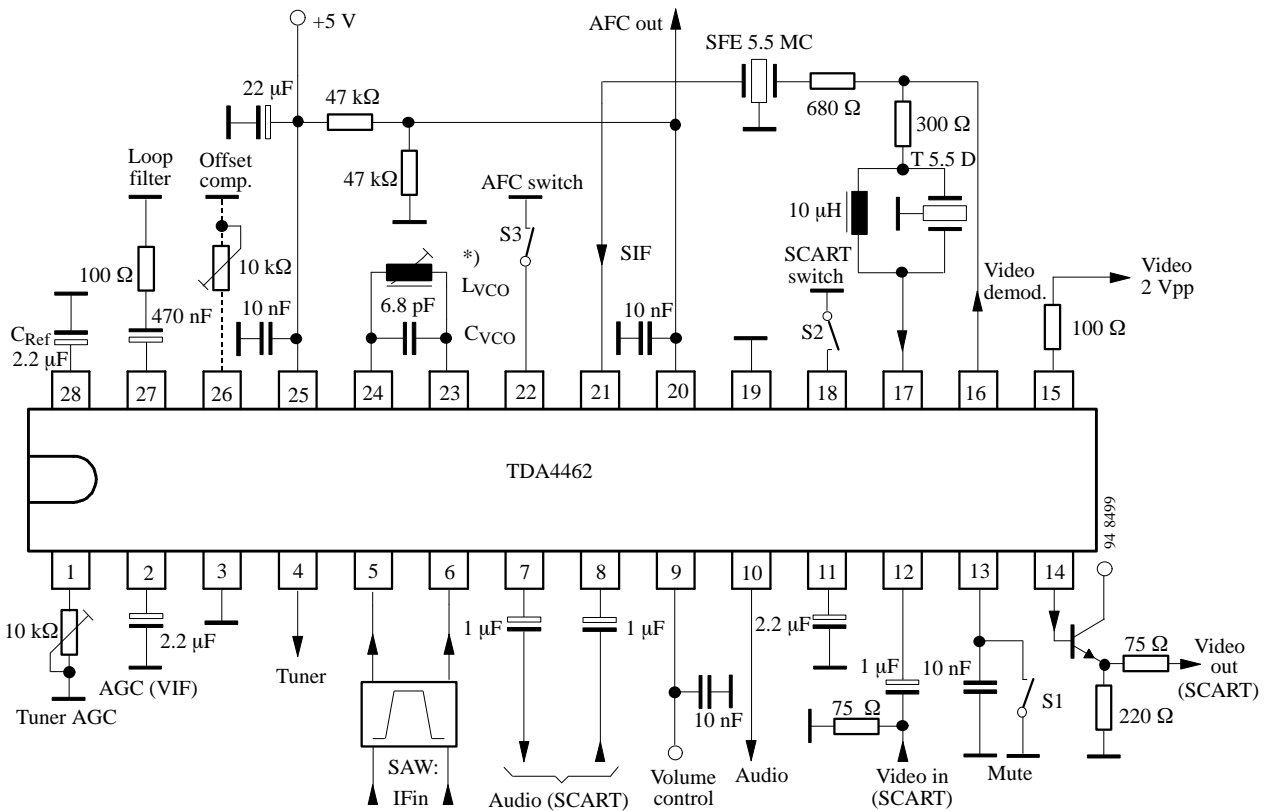 +5 V
AFC out
SFE 5.5 MC
22 µF
47 kΩ
680 Ω
300 Ω
T 5.5 D
Loop
filter
Offset
comp.
47 kΩ
AFC switch
10 µH
S3
SIF
SCART
switch
Video
demod.
Video
2 Vpp
100 Ω
10 kΩ
*)
LVCO
6.8 pF
CVCO
470 nF
10 nF
10 nF
S2
100 Ω
CRef
2.2 µF
28
27
26
25
24
23
22
21
20
19
18
17
16
15
TDA4462
94 8499
1
2
3
4
5
6
7
8
9
10
11
12
13
14
10 kΩ
2.2 µF
1 µF
1 µF
2.2 µF
1 µF
10 nF
S1
75 Ω
Video
out
(SCART)
220 Ω
AGC (VIF)
Tuner AGC
Tuner
10 nF
75 Ω
SAW:
IFin
Audio (SCART)
Volume
control
Audio
Video in
(SCART)
Mute